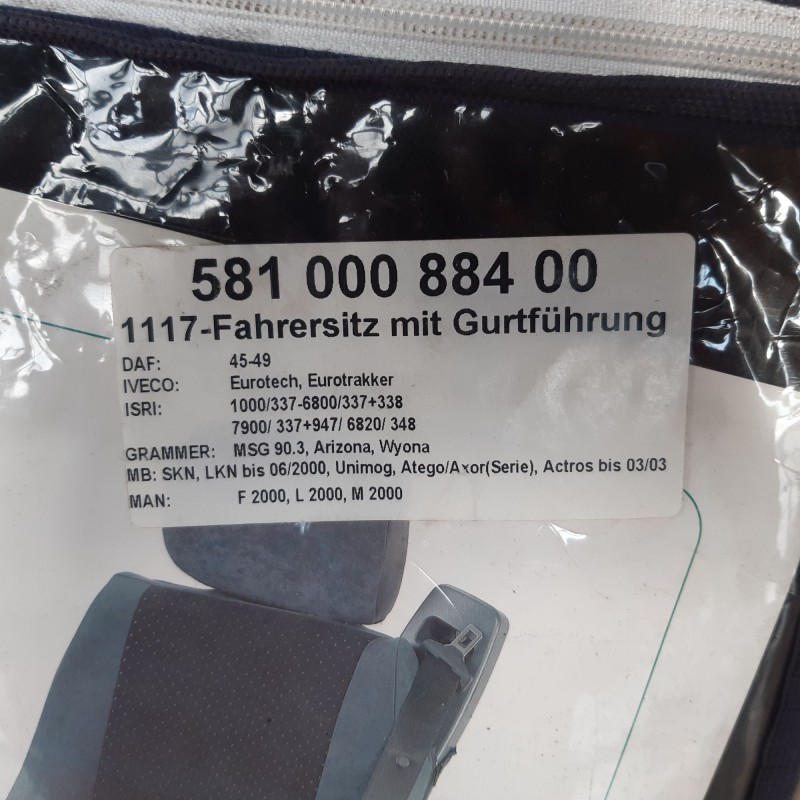 581 000 884 00
1117-Fahrersitz mit Gurtführung
DAF: 45-49
IVECO: Eurotech, Eurotrakker
ISRI: 1000/337-6800/337+338
7900/ 337+947/ 6820/ 348
GRAMMER: MSG 90.3, Arizona, Wyona
MB: SKN, LKN bis 06/2000, Unimog, Atego/Axor(Serie), Actros bis 03/03
MAN: F 2000, L 2000, M 2000